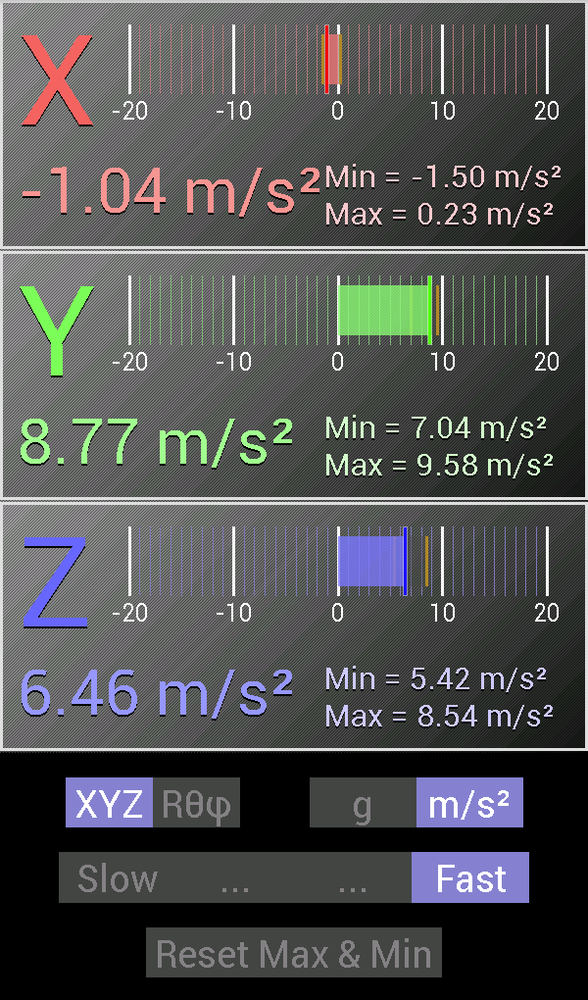 X
-20 -10 0 10 20
-1.04 m/s²
Min = -1.50 m/s²
Max = 0.23 m/s²
Y
-20 -10 0 10 20
8.77 m/s²
Min = 7.04 m/s²
Max = 9.58 m/s²
Z
-20 -10 0 10 20
6.46 m/s²
Min = 5.42 m/s²
Max = 8.54 m/s²
XYZ Rθφ g m/s²
Slow ... ... Fast
Reset Max & Min